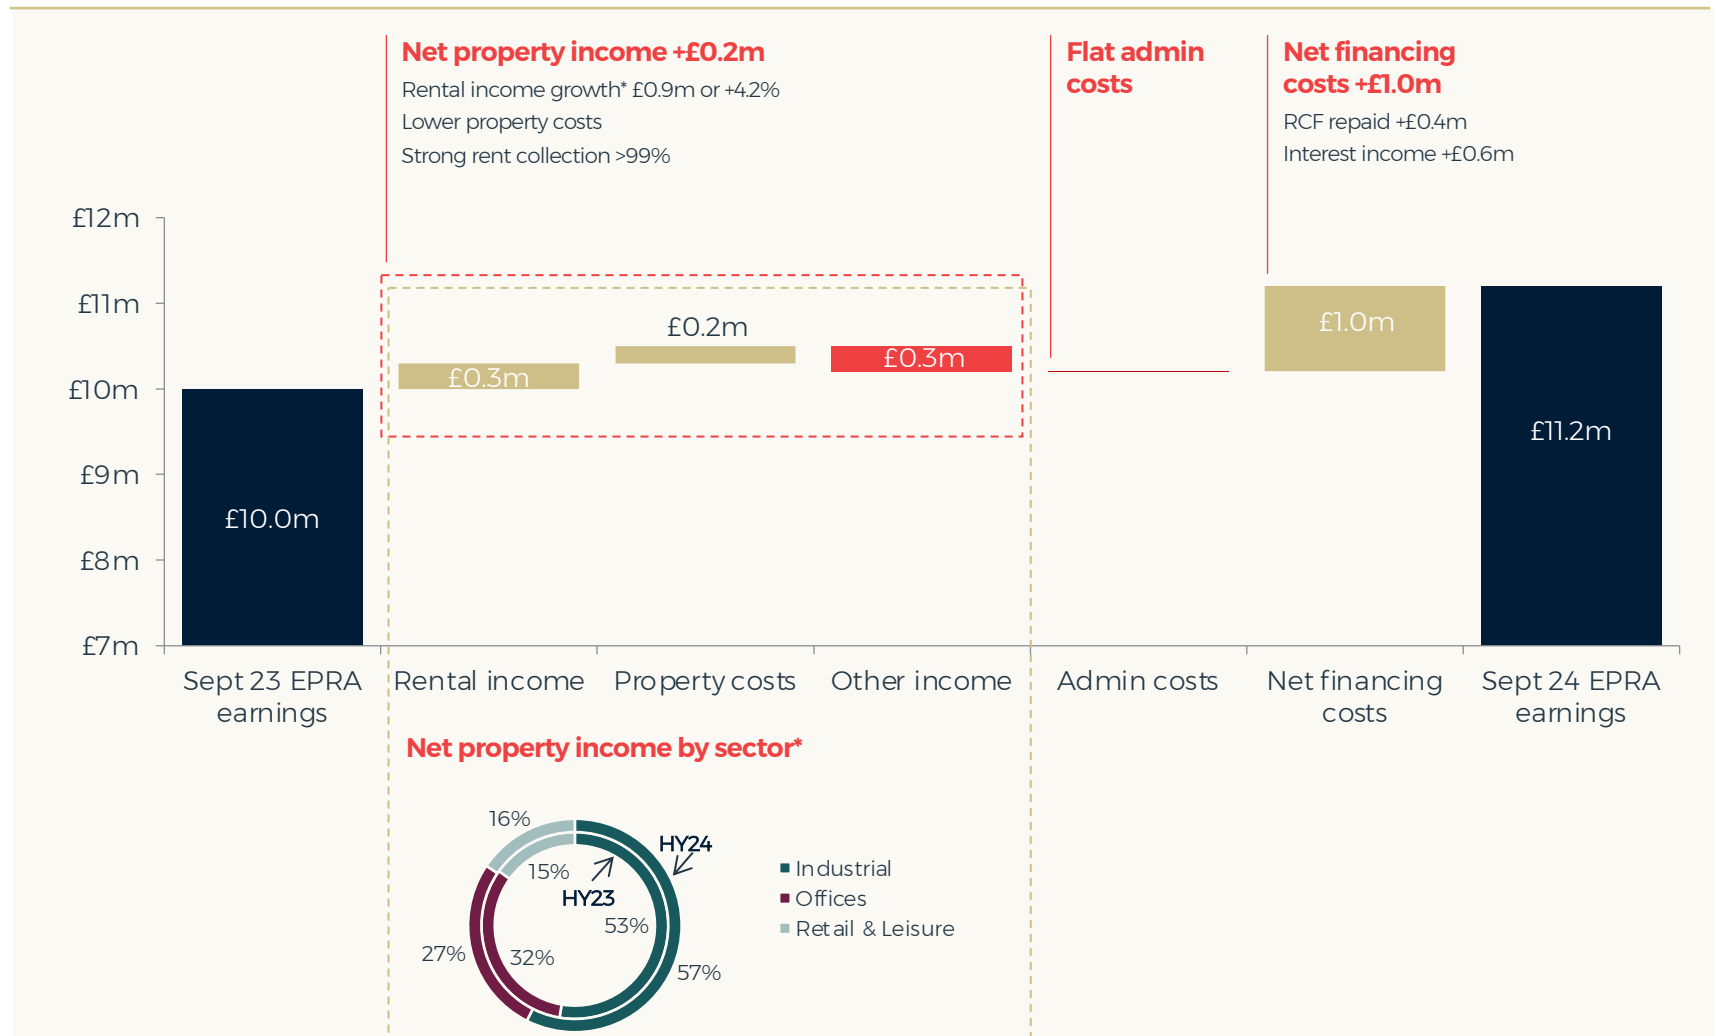 Net property income +£0.2m
Rental income growth* £0.9m or +4.2%
Lower property costs
Strong rent collection >99%
Flat admin
costs
Net financing
costs +£1.0m
RCF repaid +£0.4m
Interest income +£0.6m
£12m
£11m
£10m
£9m
£8m
£7m
£10.0m
£0.3m
£0.2m
£0.3m
£1.0m
£11.2m
Sept 23 EPRA
earnings
Rental income
Property costs
Other income
Admin costs
Net financing
costs
Sept 24 EPRA
earnings
Net property income by sector*
16%
HY24
15%
HY23
53%
27%
32%
57%
Industrial
Offices
Retail & Leisure